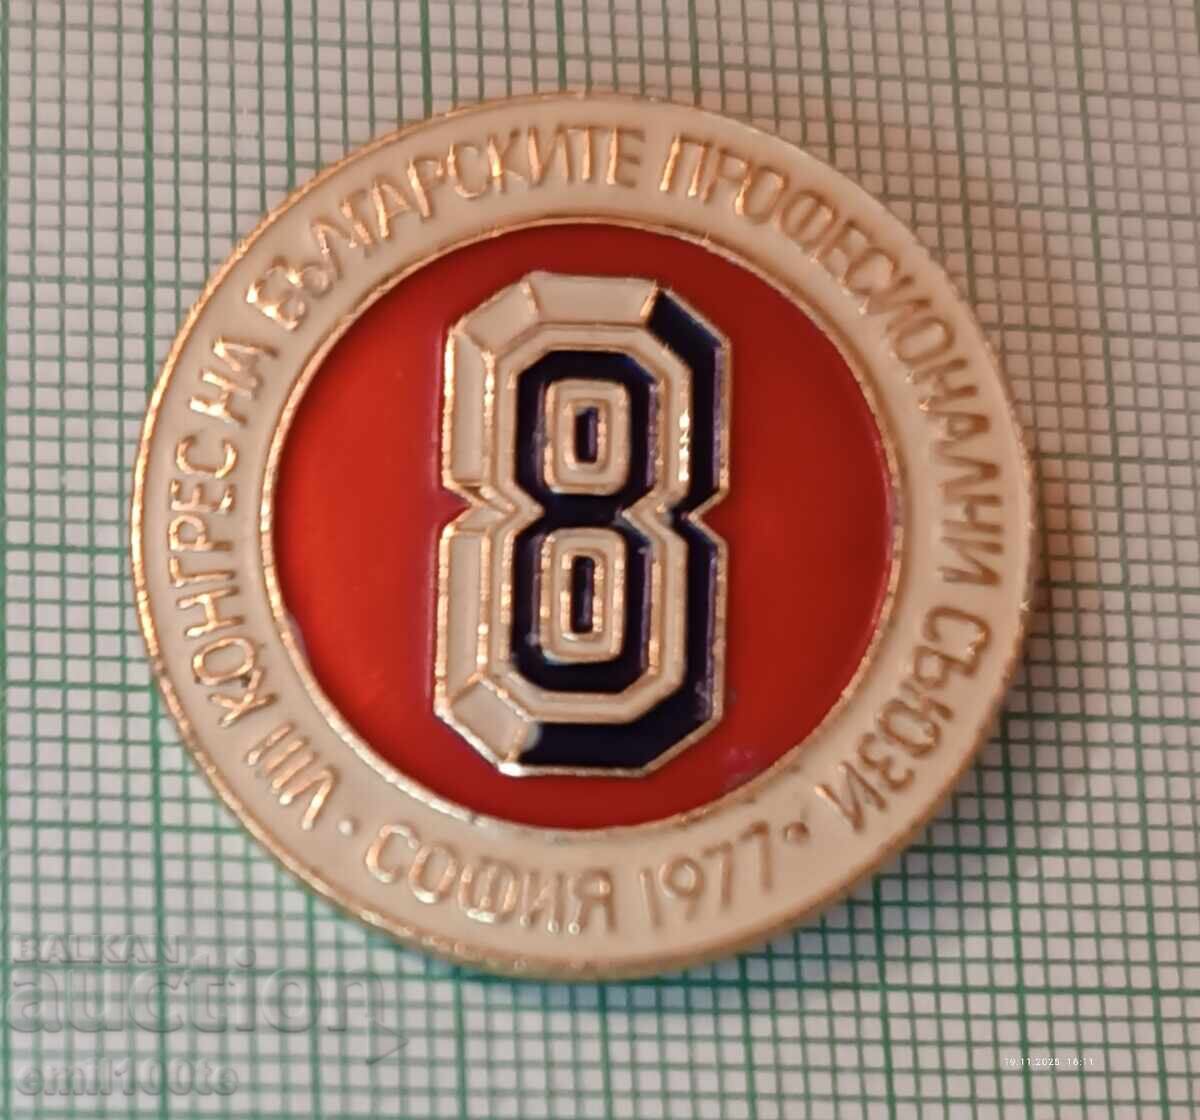 VIII КОНГРЕС НА БЪЛГАРСКИТЕ ПРОФЕСИОНАЛНИ СЪЮЗИ
• СОФИЯ 1977 •
8
BALKAN
auction
emil100te
19.11.2025 16:11